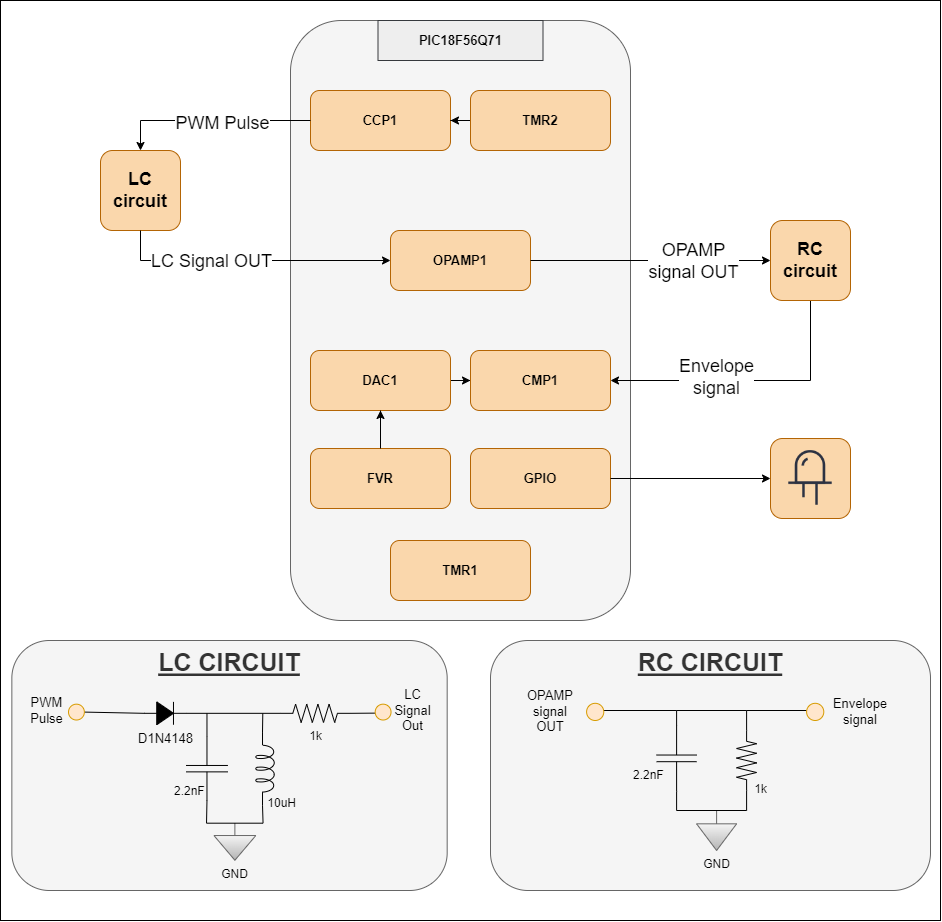 PIC18F56Q71
CCP1
TMR2
PWM Pulse
LC
circuit
LC Signal OUT
OPAMP1
OPAMP
signal OUT
RC
circuit
DAC1
CMP1
Envelope
signal
FVR
GPIO
TMR1
LC CIRCUIT
PWM
Pulse
D1N4148
2.2nF
10uH
1k
LC
Signal
Out
GND
RC CIRCUIT
OPAMP
signal
OUT
2.2nF
1k
Envelope
signal
GND